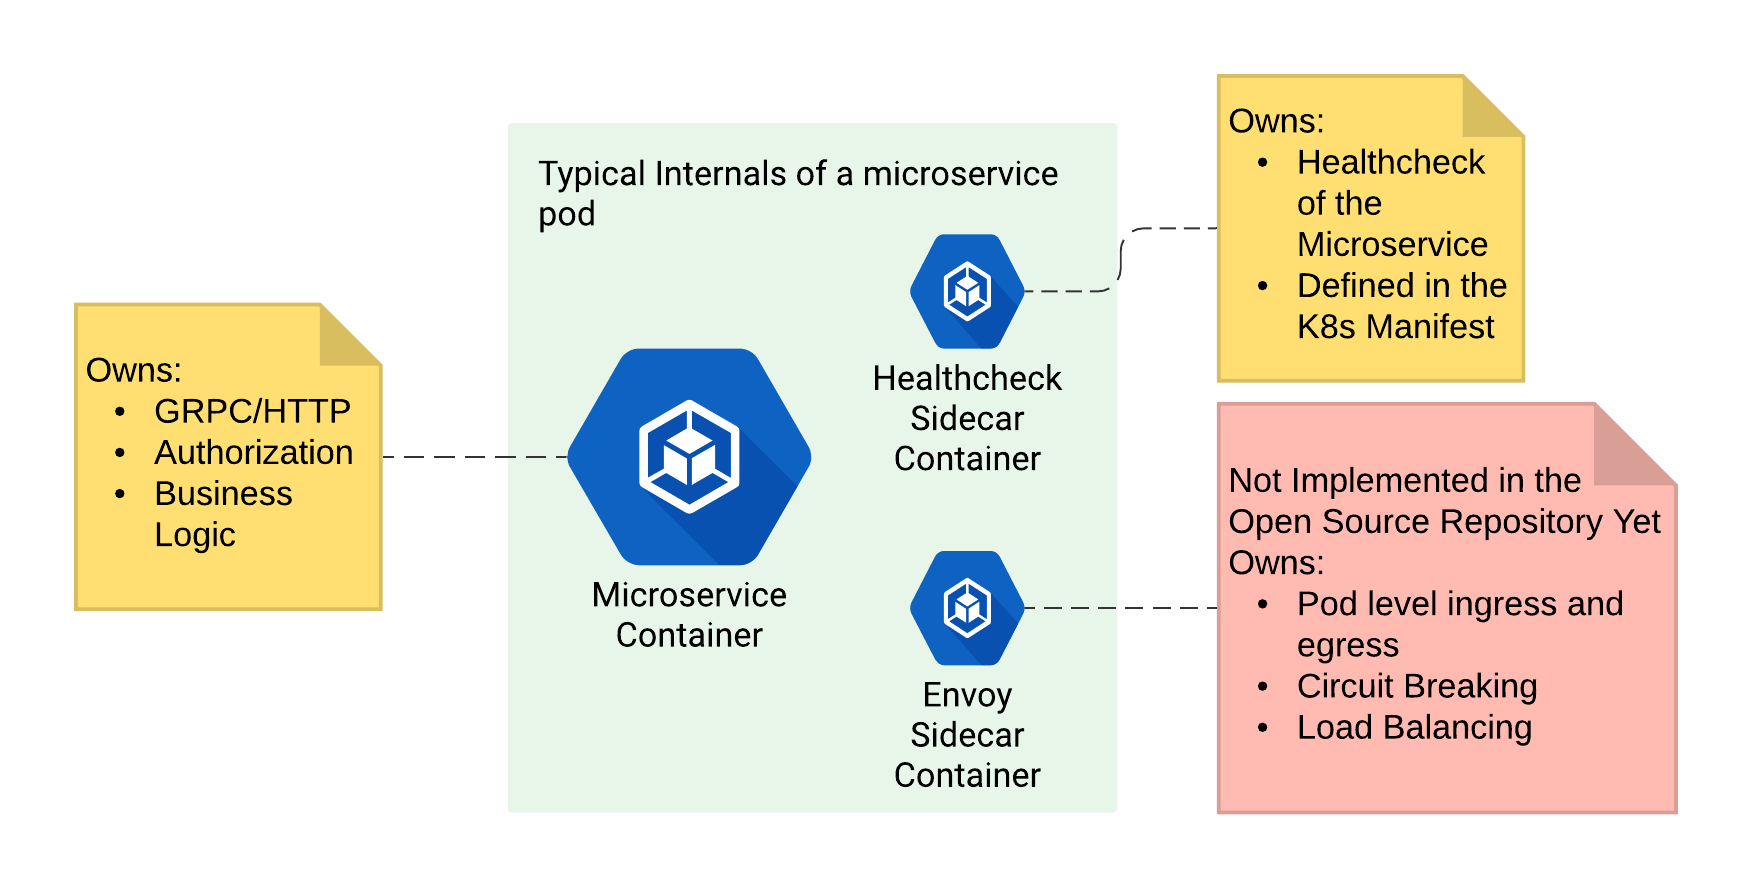 Typical Internals of a microservice
pod
Owns:
• GRPC/HTTP
• Authorization
• Business
Logic
Microservice
Container
Healthcheck
Sidecar
Container
Envoy
Sidecar
Container
Owns:
• Healthcheck
of the
Microservice
• Defined in the
K8s Manifest
Not Implemented in the
Open Source Repository Yet
Owns:
• Pod level ingress and
egress
• Circuit Breaking
• Load Balancing